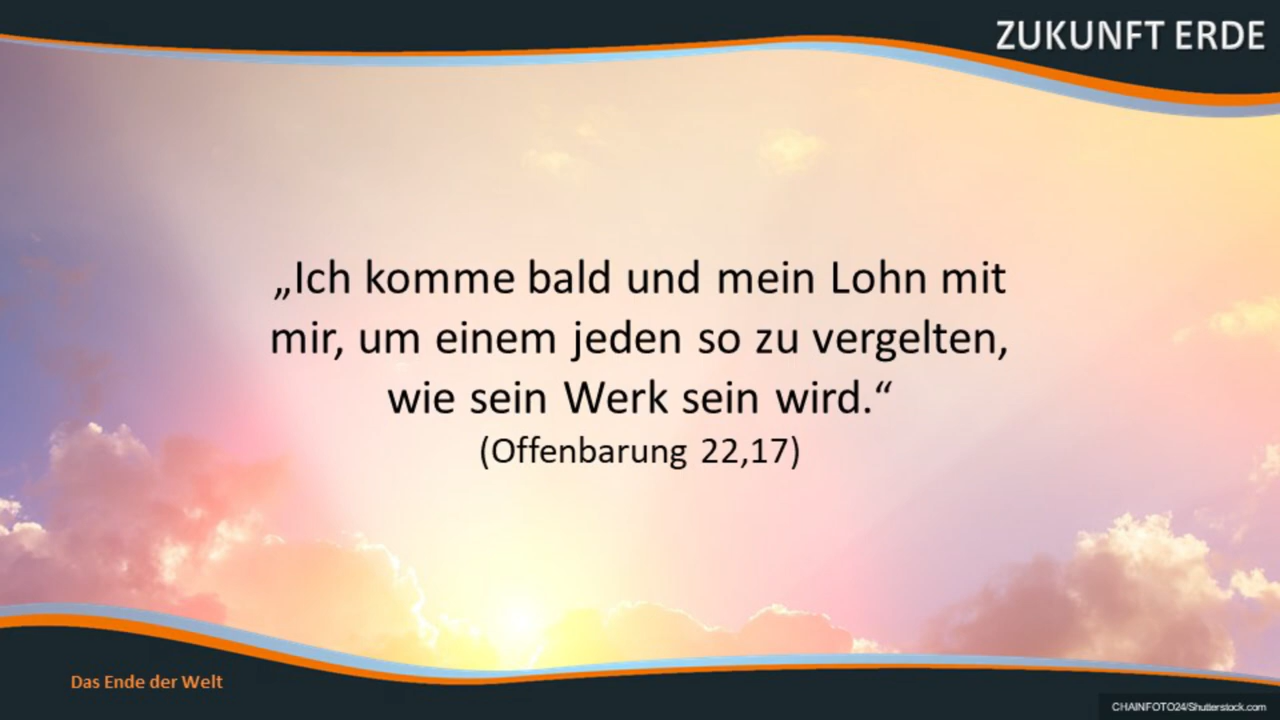 ZUKUNFT ERDE
„Ich komme bald und mein Lohn mit
mir, um einem jeden so zu vergelten,
wie sein Werk sein wird.“
(Offenbarung 22,17)
Das Ende der Welt
CHAINFOTO24/Shutterstock.com